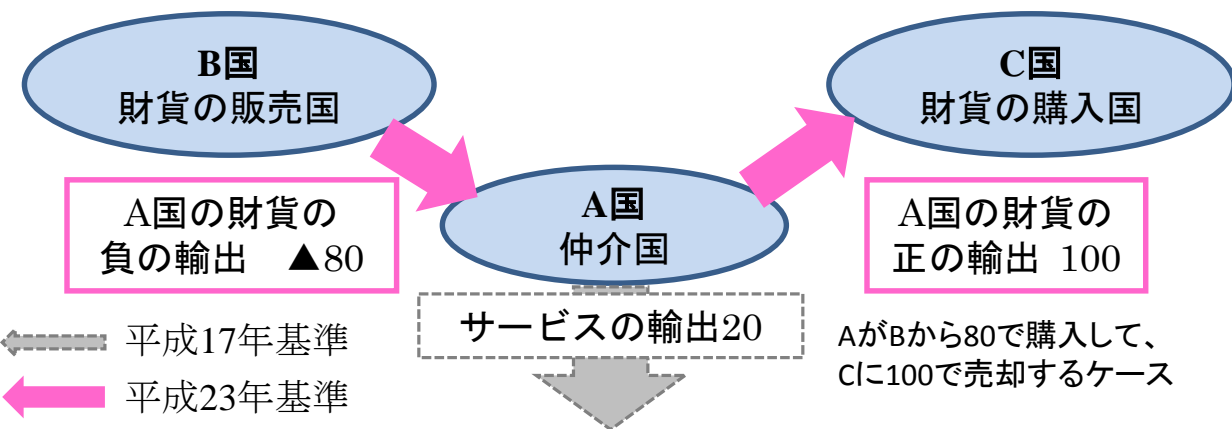 B国
財貨の販売国
C国
財貨の購入国
A国
仲介国
A国の財貨の
負の輸出 ▲80
A国の財貨の
正の輸出 100
サービスの輸出20
平成17年基準
平成23年基準
AがBから80で購入して、
Cに100で売却するケース